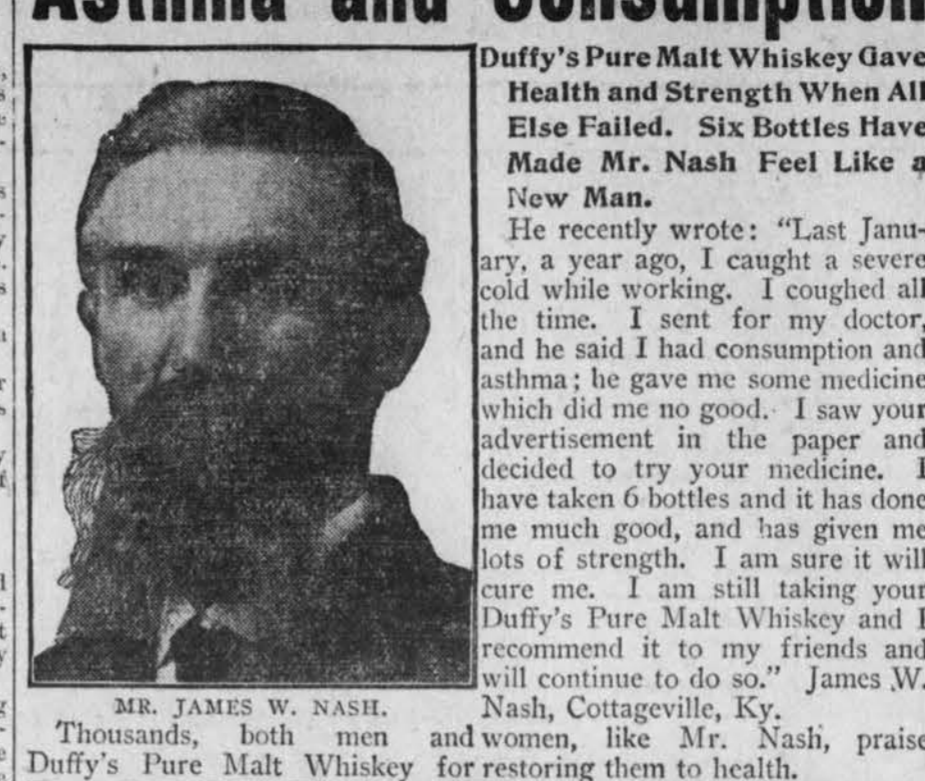 Asthma and Consumption
Duffy's Pure Malt Whiskey Gave
Health and Strength When All
Else Failed. Six Bottles Have
Made Mr. Nash Feel Like a
New Man.
He recently wrote: "Last Janu-
ary, a year ago, I caught a severe
cold while working. I coughed all
the time. I sent for my doctor,
and he said I had consumption and
asthma; he gave me some medicine
which did me no good. I saw your
advertisement in the paper and
decided to try your medicine. I
have taken 6 bottles and it has done
me much good, and has given me
lots of strength. I am sure it will
cure me. I am still taking your
Duffy's Pure Malt Whiskey and I
recommend it to my friends and
will continue to do so." James W.
Nash, Cottageville, Ky.
MR. JAMES W. NASH.
Thousands, both men and women, like Mr. Nash, praise
Duffy's Pure Malt Whiskey for restoring them to health.